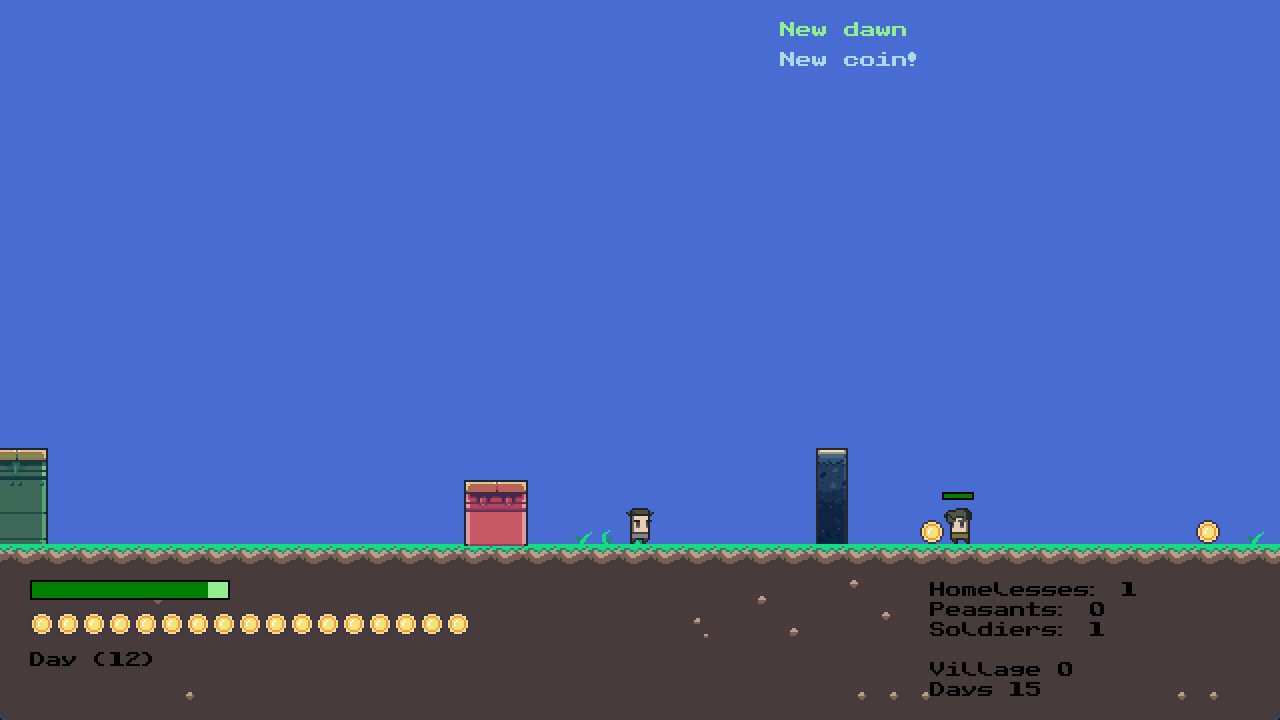 New dawn
New coin!
Homelesses: 1
Peasants: 0
Soldiers: 1
Day (12)
Village 0
Days 15